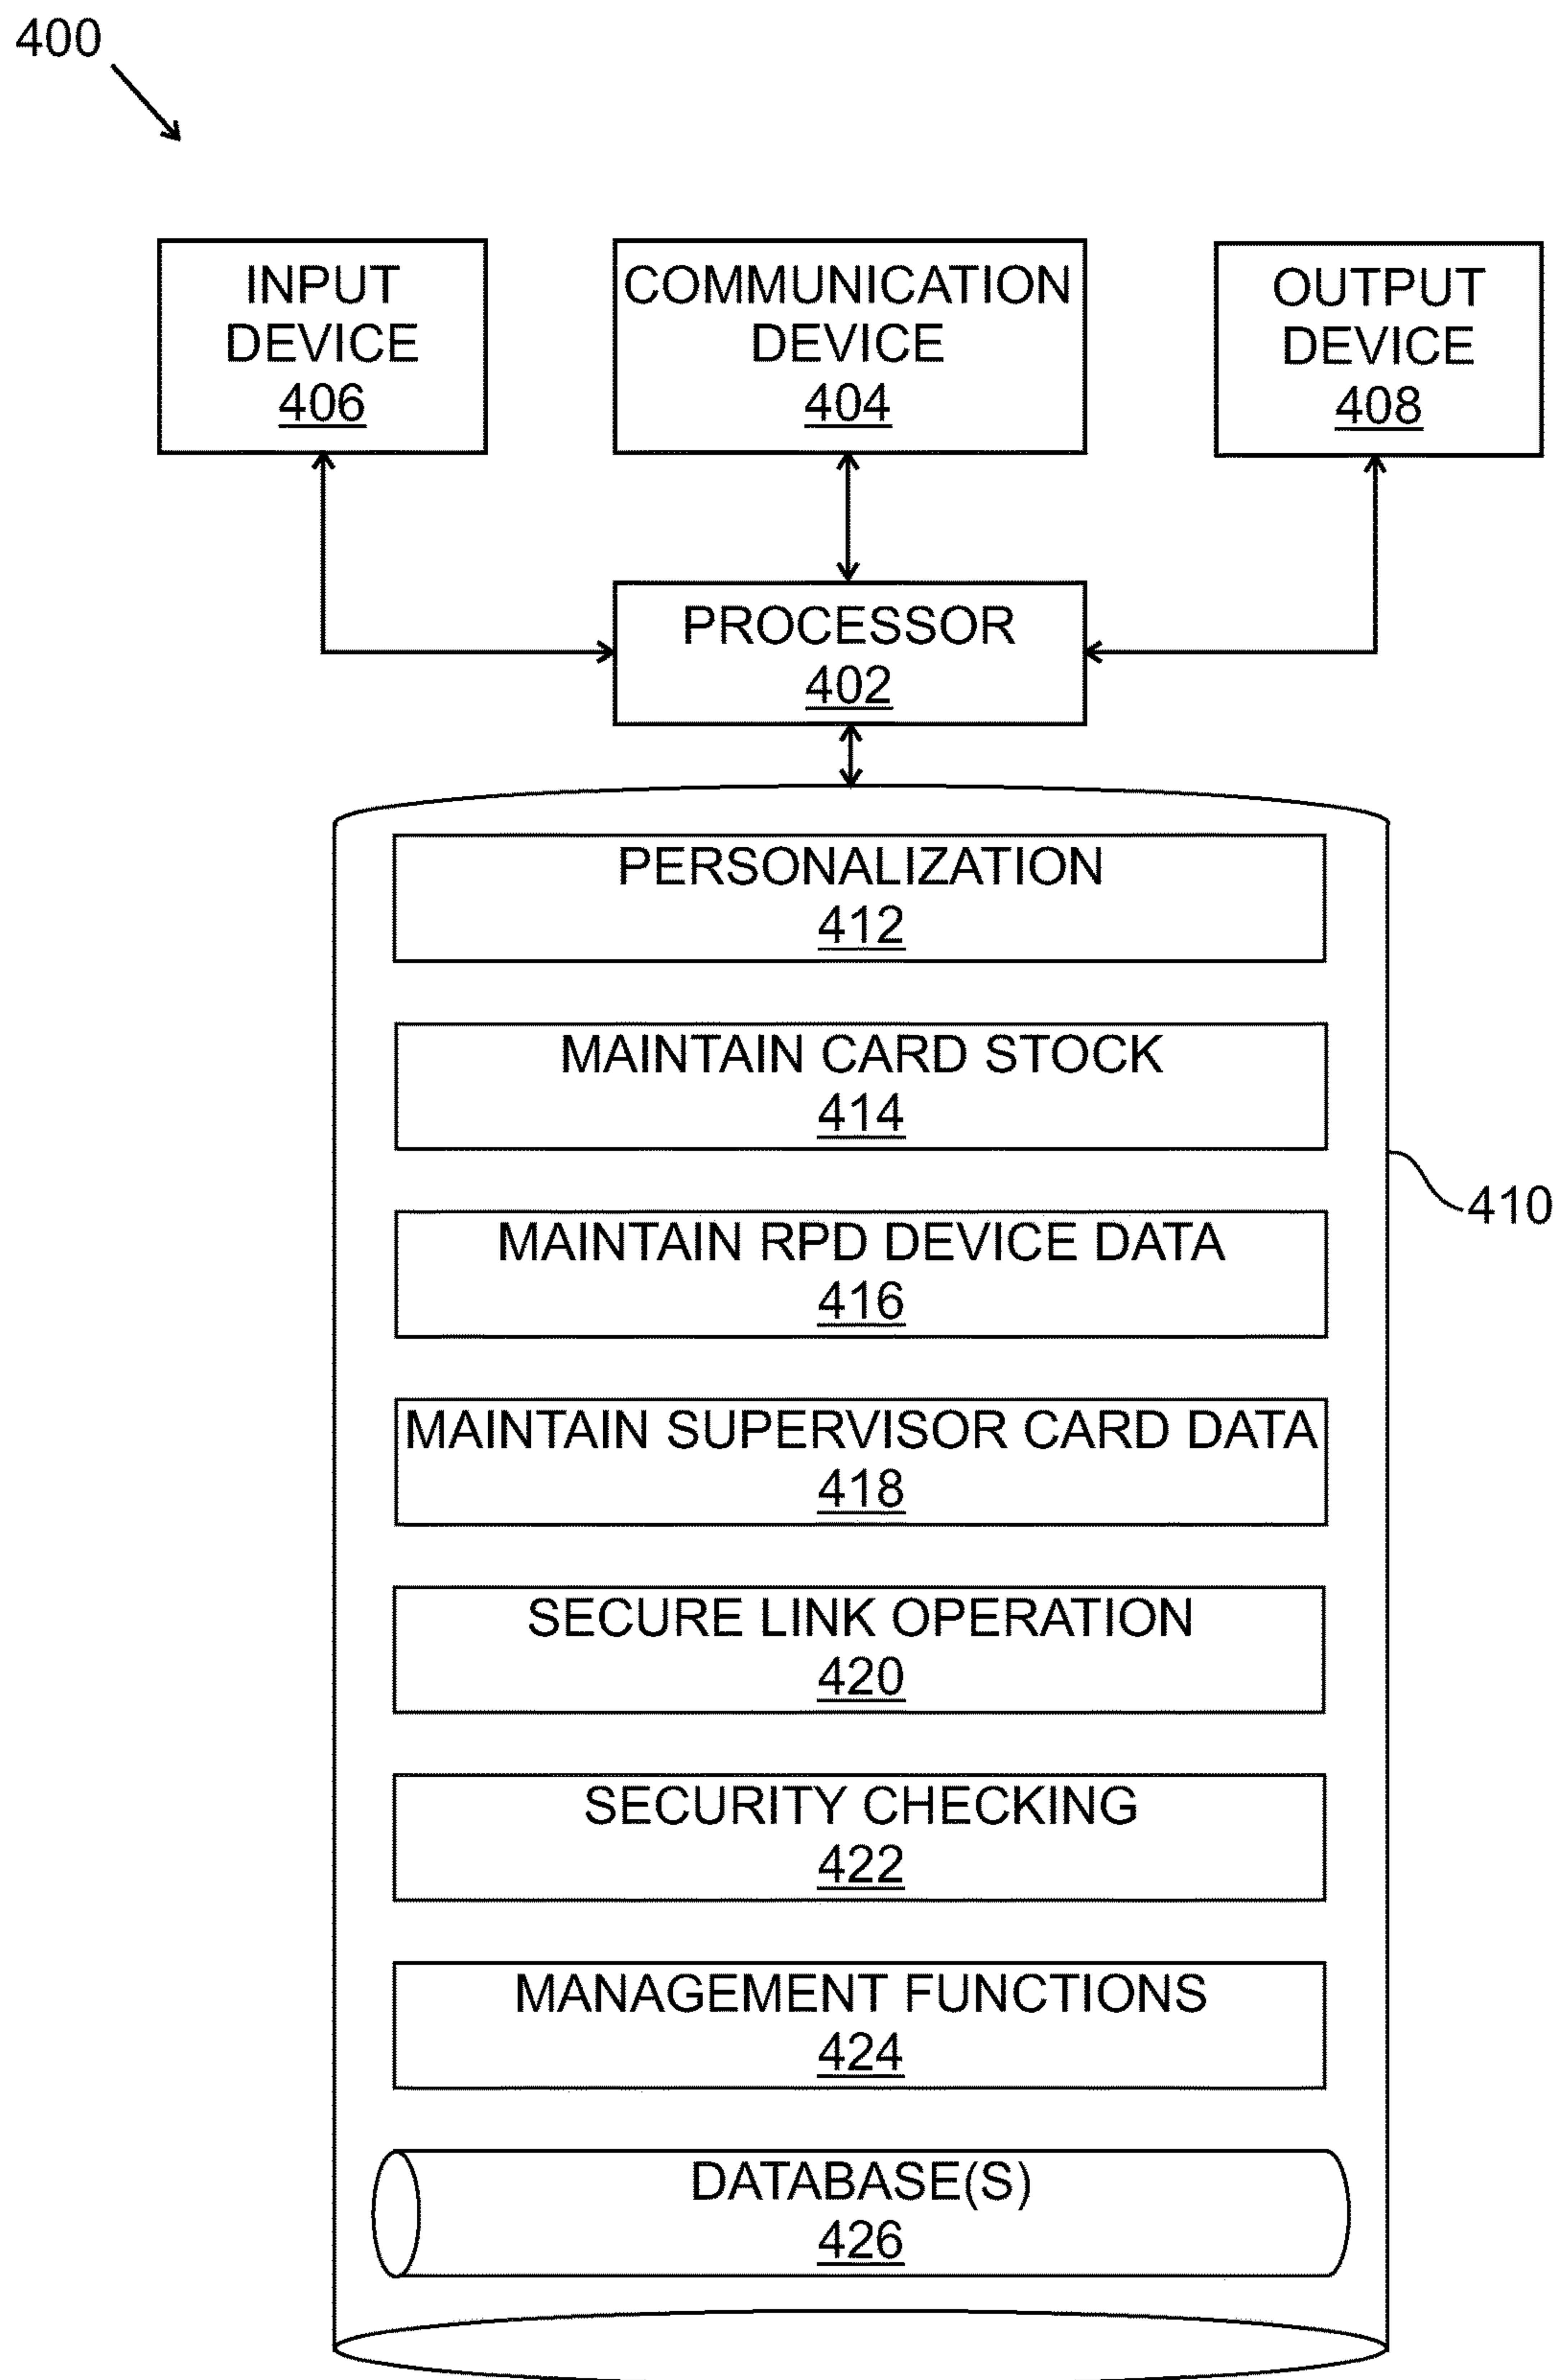 400
INPUT
DEVICE
406
COMMUNICATION
DEVICE
404
OUTPUT
DEVICE
408
PROCESSOR
402
PERSONALIZATION
412
MAINTAIN CARD STOCK
414
MAINTAIN RPD DEVICE DATA
416
410
MAINTAIN SUPERVISOR CARD DATA
418
SECURE LINK OPERATION
420
SECURITY CHECKING
422
MANAGEMENT FUNCTIONS
424
DATABASE(S)
426